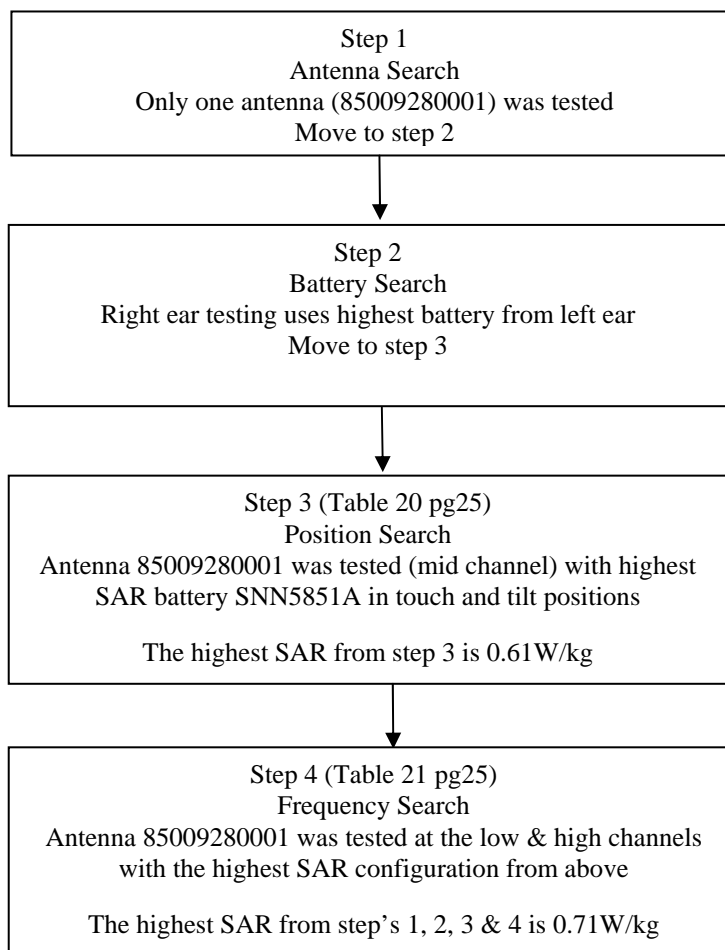 Step 1
Antenna Search
Only one antenna (85009280001) was tested
Move to step 2
Step 2
Battery Search
Right ear testing uses highest battery from left ear
Move to step 3
Step 3 (Table 20 pg25)
Position Search
Antenna 85009280001 was tested (mid channel) with highest
SAR battery SNN5851A in touch and tilt positions
The highest SAR from step 3 is 0.61W/kg
Step 4 (Table 21 pg25)
Frequency Search
Antenna 85009280001 was tested at the low & high channels
with the highest SAR configuration from above
The highest SAR from step's 1, 2, 3 & 4 is 0.71W/kg